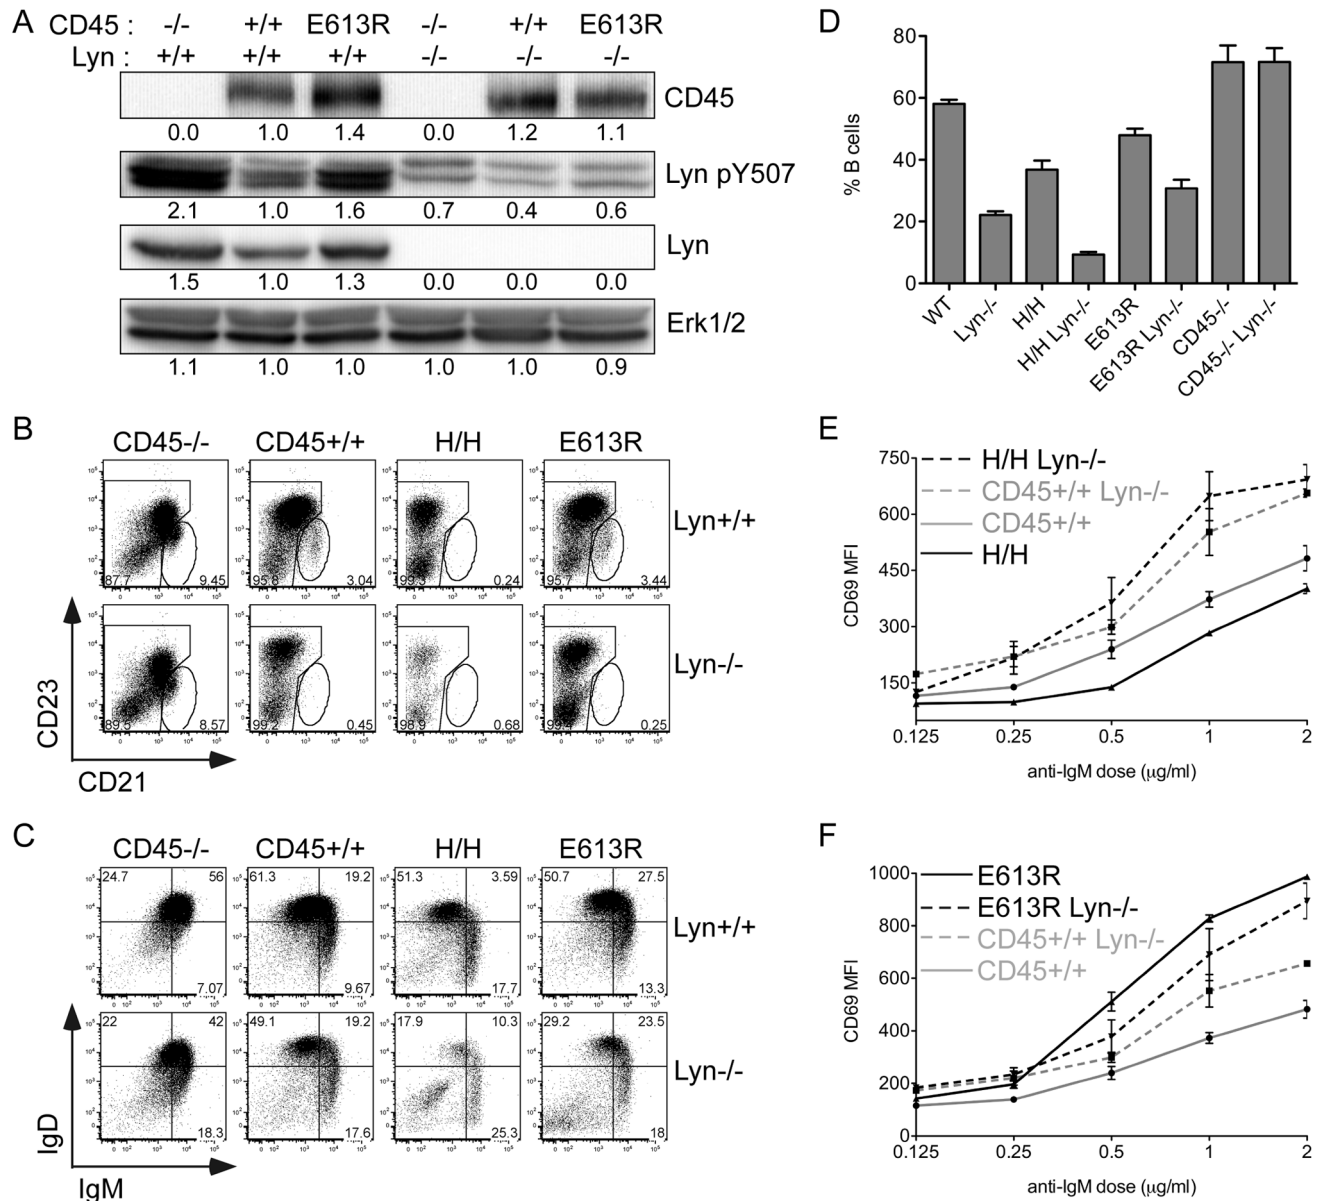 A CD45 : -/- +/+ E613R -/- +/+ E613R
Lyn : +/+ +/+ +/+ -/- -/- -/-
CD45
0.0 1.0 1.4 0.0 1.2 1.1
Lyn pY507
2.1 1.0 1.6 0.7 0.4 0.6
Lyn
1.5 1.0 1.3 0.0 0.0 0.0
Erk1/2
1.1 1.0 1.0 1.0 1.0 0.9
B
CD45-/- CD45+/+ H/H E613R
87.7 9.45 95.8 3.04 99.3 0.24 95.7 3.44
Lyn+/+
89.5 8.57 99.2 0.45 98.9 0.68 0.25
Lyn-/-
CD23
CD21
C
CD45-/- CD45+/+ H/H E613R
24.7 56 61.3 19.2 51.3 3.59 50.7 27.5
Lyn+/+
7.07 9.67 17.7 13.3
22 42 49.1 19.2 17.9 10.3 29.2 23.5
Lyn-/-
18.3 17.6 25.3 18
IgD
IgM
D
% B cells
80
60
40
20
0
WT Lyn-/- H/H H/H Lyn-/- E613R E613R Lyn-/- CD45-/- CD45-/- Lyn-/-
E
CD69 MFI
750
600
450
300
150
H/H Lyn-/-
CD45+/+ Lyn-/-
CD45+/+
H/H
0.125 0.25 0.5 1 2
anti-IgM dose (μg/ml)
F
CD69 MFI
1000
800
600
400
200
0
E613R
E613R Lyn-/-
CD45+/+ Lyn-/-
CD45+/+
0.125 0.25 0.5 1 2
anti-IgM dose (μg/ml)